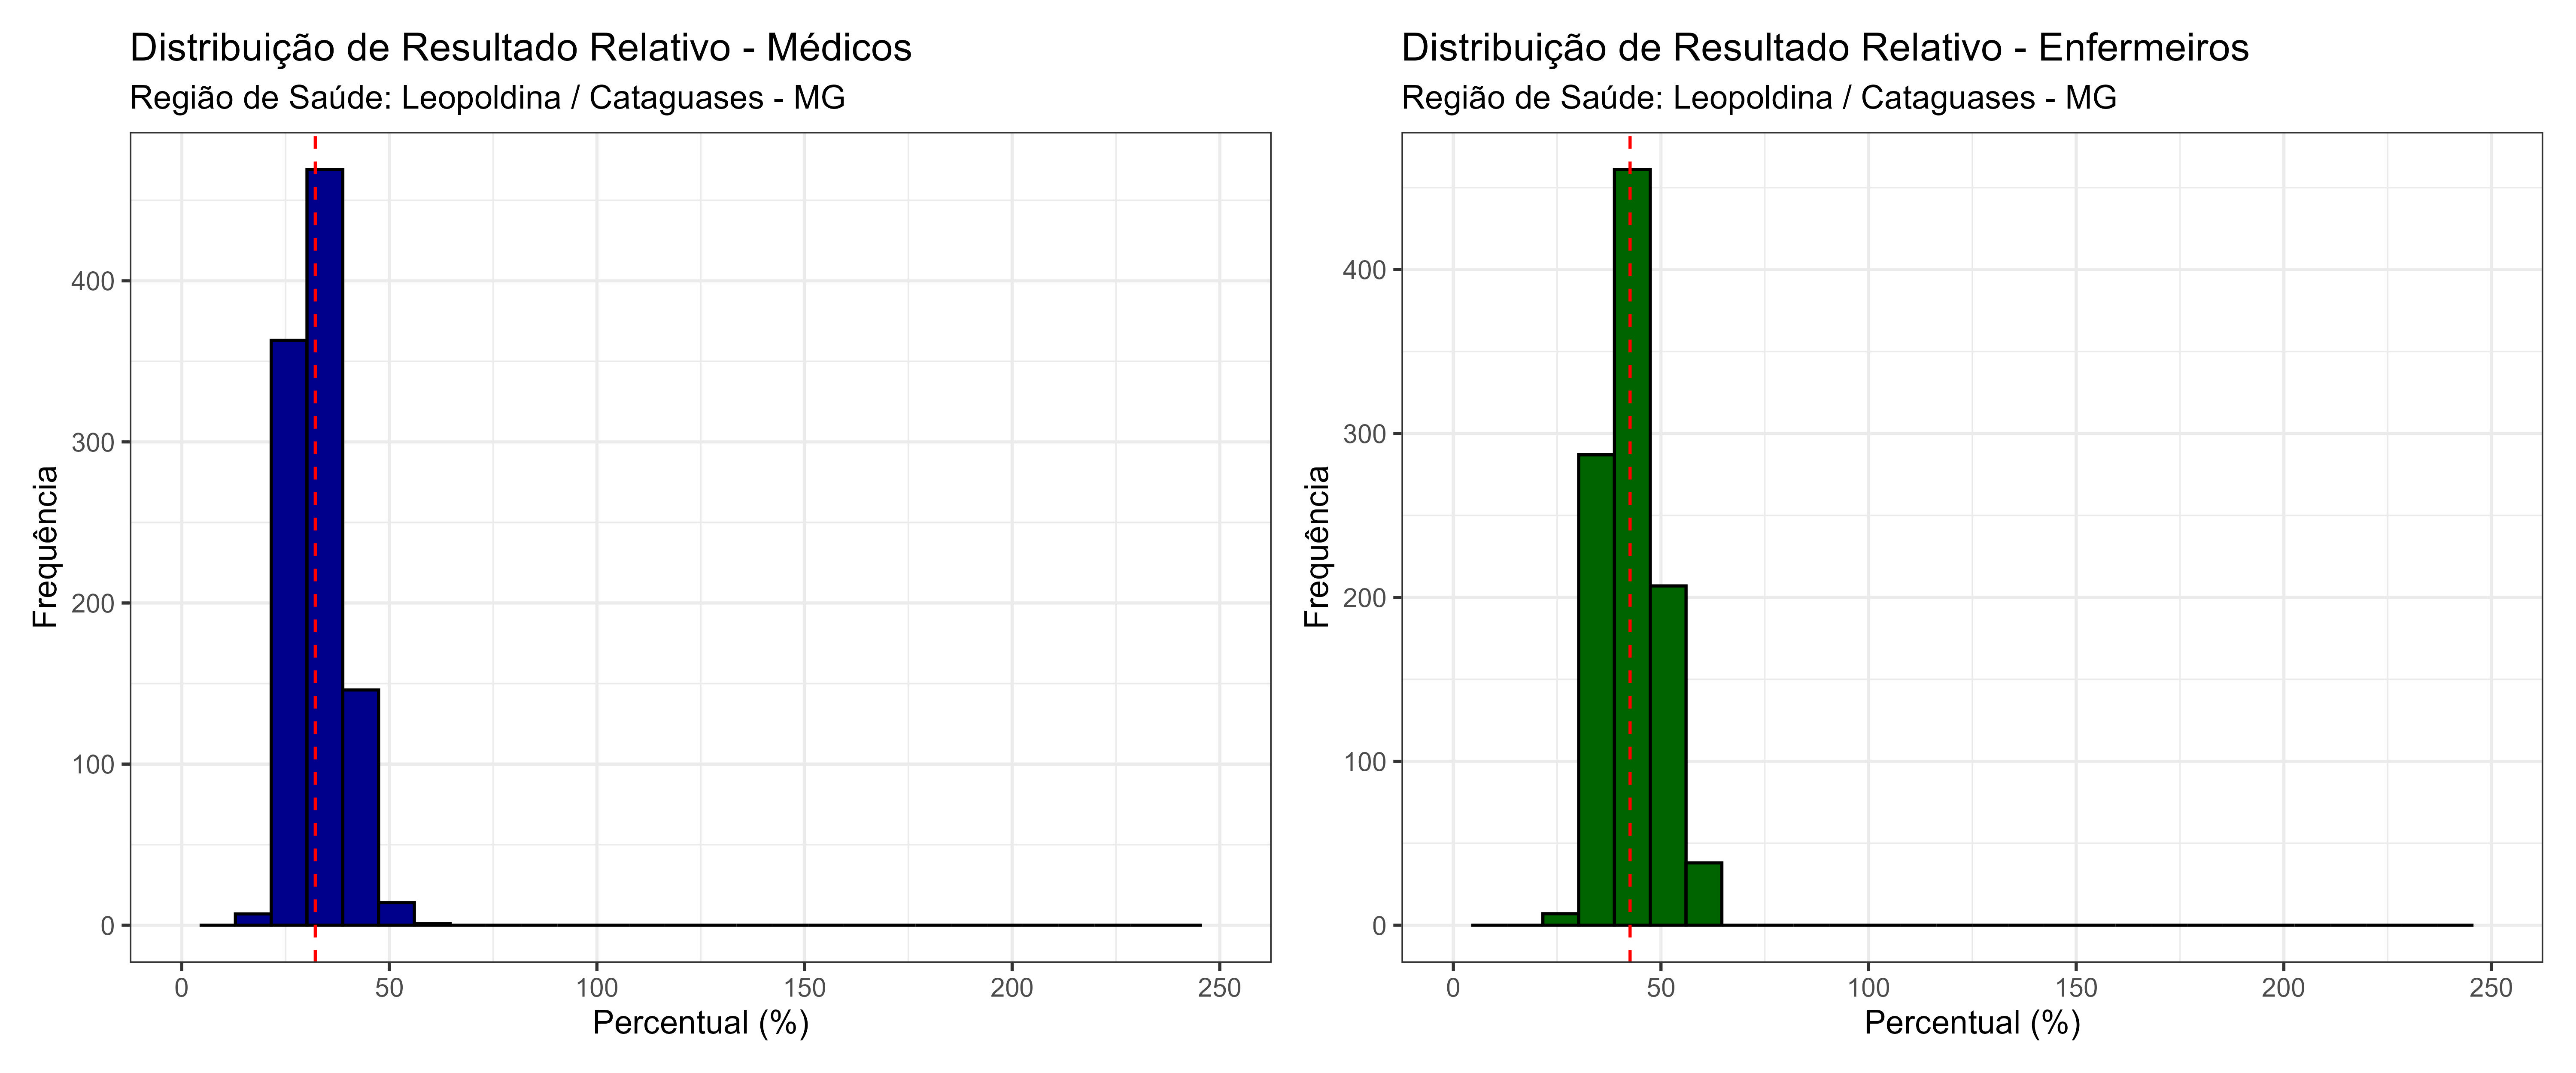 Distribuição de Resultado Relativo - Médicos
Região de Saúde: Leopoldina / Cataguases - MG
Frequência
400
300
200
100
0
0 50 100 150 200 250
Percentual (%)
Distribuição de Resultado Relativo - Enfermeiros
Região de Saúde: Leopoldina / Cataguases - MG
Frequência
400
300
200
100
0
0 50 100 150 200 250
Percentual (%)